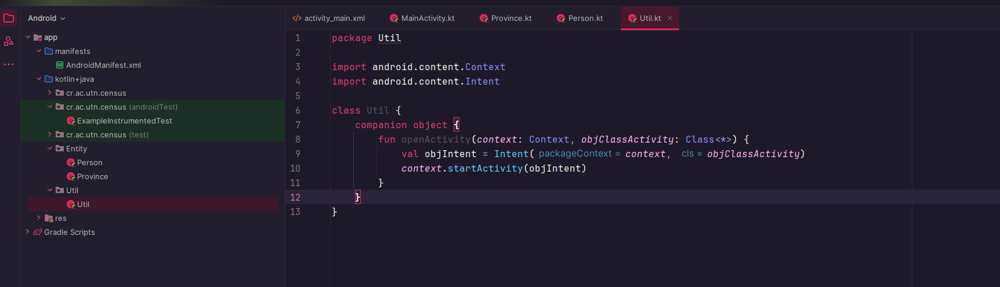 Android
app
manifests
AndroidManifest.xml
kotlin+java
cr.ac.utn.census
cr.ac.utn.census (androidTest)
ExampleInstrumentedTest
cr.ac.utn.census (test)
Entity
Person
Province
Util
Util
res
Gradle Scripts
</> activity_main.xml MainActivity.kt Province.kt Person.kt Util.kt ×
1 package Util
2
3 import android.content.Context
4 import android.content.Intent
5
6 class Util {
7 companion object {
8 fun openActivity(context: Context, objClassActivity: Class<*>) {
9 val objIntent = Intent( packageContext = context, cls = objClassActivity)
10 context.startActivity(objIntent)
11 }
12 }
13 }